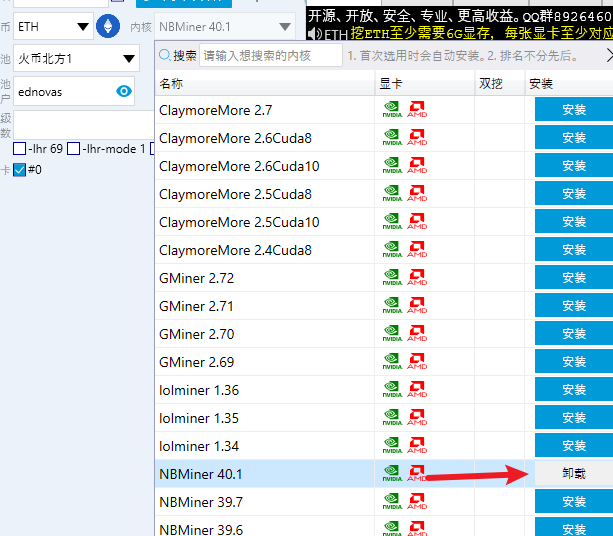 开源、开放、安全、专业、更高收益。QQ群8926460
币 ETH 内核 NBMiner 40.1
ETH挖ETH至少需要6G显存, 每张显卡至少对应
池 火币北方1
搜索 请输入想搜索的内核 1. 首次选用时会自动安装。2. 排名不分先后。
池
户 ednovas
级
数
-lhr 69 -lhr-mode 1
卡 #0
名称 显卡 双挖 安装
ClaymoreMore 2.7 NVIDIA AMD 安装
ClaymoreMore 2.6Cuda8 NVIDIA AMD 安装
ClaymoreMore 2.6Cuda10 NVIDIA AMD 安装
ClaymoreMore 2.5Cuda8 NVIDIA AMD 安装
ClaymoreMore 2.5Cuda10 NVIDIA AMD 安装
ClaymoreMore 2.4Cuda8 NVIDIA AMD 安装
GMiner 2.72 NVIDIA AMD 安装
GMiner 2.71 NVIDIA AMD 安装
GMiner 2.70 NVIDIA AMD 安装
GMiner 2.69 NVIDIA AMD 安装
lolminer 1.36 NVIDIA AMD 安装
lolminer 1.35 NVIDIA AMD 安装
lolminer 1.34 NVIDIA AMD 安装
NBMiner 40.1 NVIDIA AMD 卸载
NBMiner 39.7 NVIDIA AMD 安装
NBMiner 39.6 NVIDIA AMD 安装